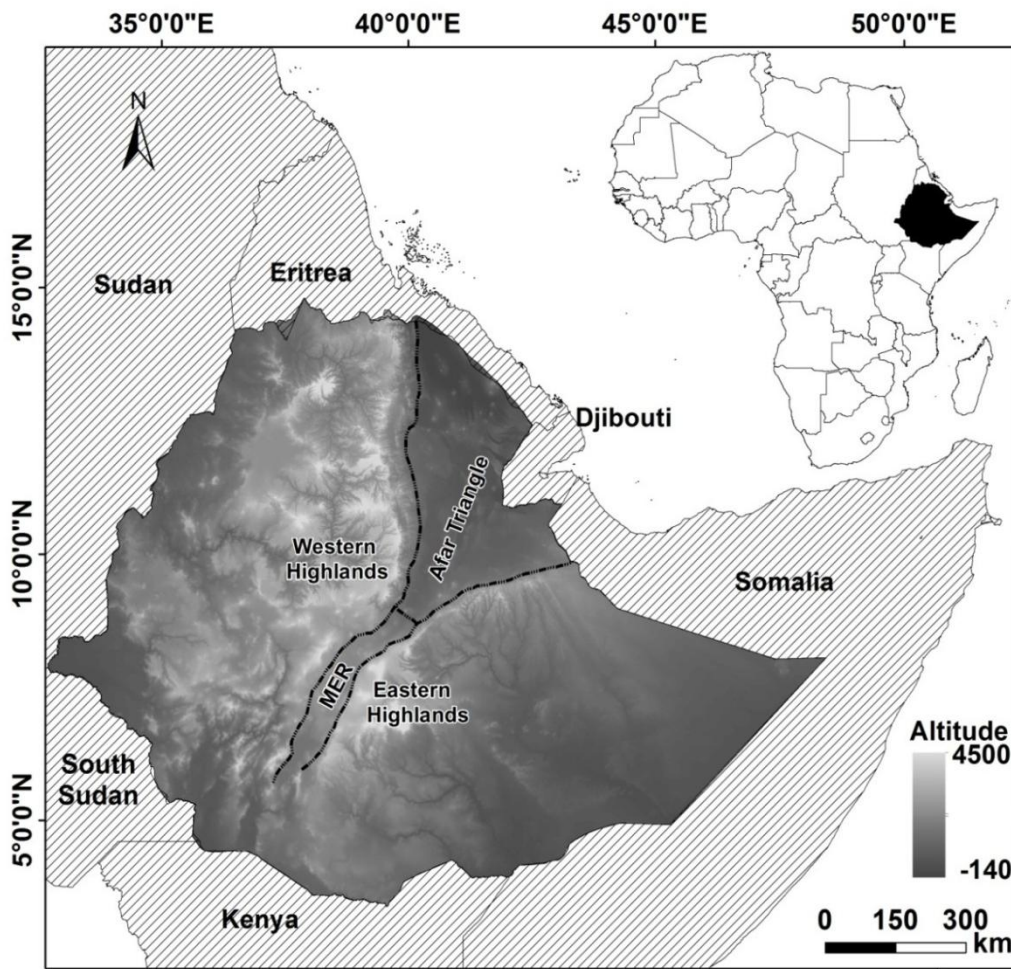 35°0'0"E
40°0'0"E
45°0'0"E
50°0'0"E
N
15°0'0"N
10°0'0"N
5°0'0"N
Sudan
Eritrea
Djibouti
Afar Triangle
Western
Highlands
Somalia
MER
Eastern
Highlands
South
Sudan
Kenya
Altitude
4500
-140
0
150
300
km